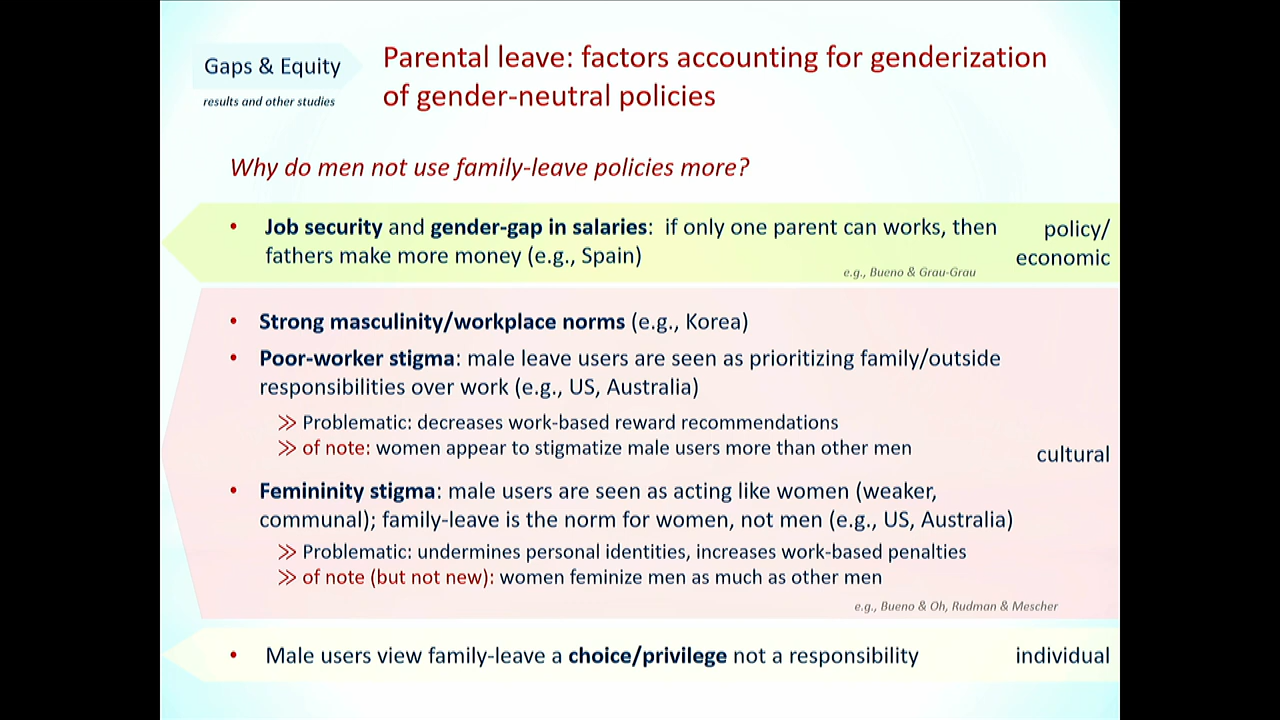 Gaps & Equity
results and other studies
Parental leave: factors accounting for genderization
of gender-neutral policies
Why do men not use family-leave policies more?
• Job security and gender-gap in salaries: if only one parent can works, then
fathers make more money (e.g., Spain)
e.g., Bueno & Grau-Grau
policy/
economic
• Strong masculinity/workplace norms (e.g., Korea)
• Poor-worker stigma: male leave users are seen as prioritizing family/outside
responsibilities over work (e.g., US, Australia)
>> Problematic: decreases work-based reward recommendations
>> of note: women appear to stigmatize male users more than other men
cultural
• Femininity stigma: male users are seen as acting like women (weaker,
communal); family-leave is the norm for women, not men (e.g., US, Australia)
>> Problematic: undermines personal identities, increases work-based penalties
>> of note (but not new): women feminize men as much as other men
e.g., Bueno & Oh, Rudman & Mescher
• Male users view family-leave a choice/privilege not a responsibility
individual